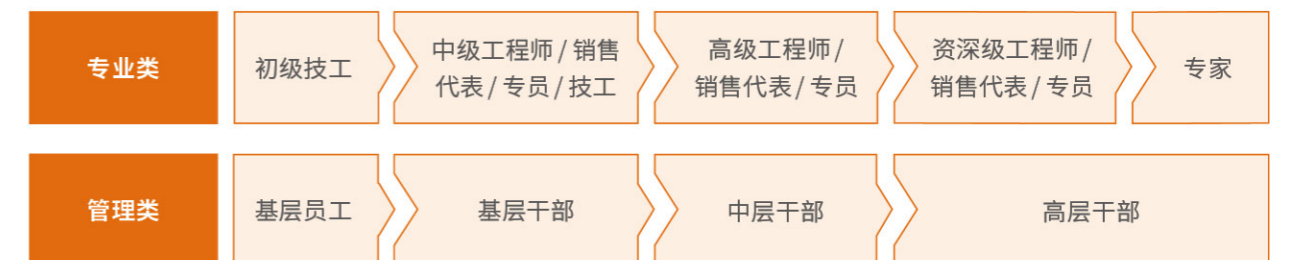 专业类
初级技工
中级工程师 / 销售
代表 / 专员 / 技工
高级工程师 /
销售代表 / 专员
资深级工程师 /
销售代表 / 专员
专家
管理类
基层员工
基层干部
中层干部
高层干部